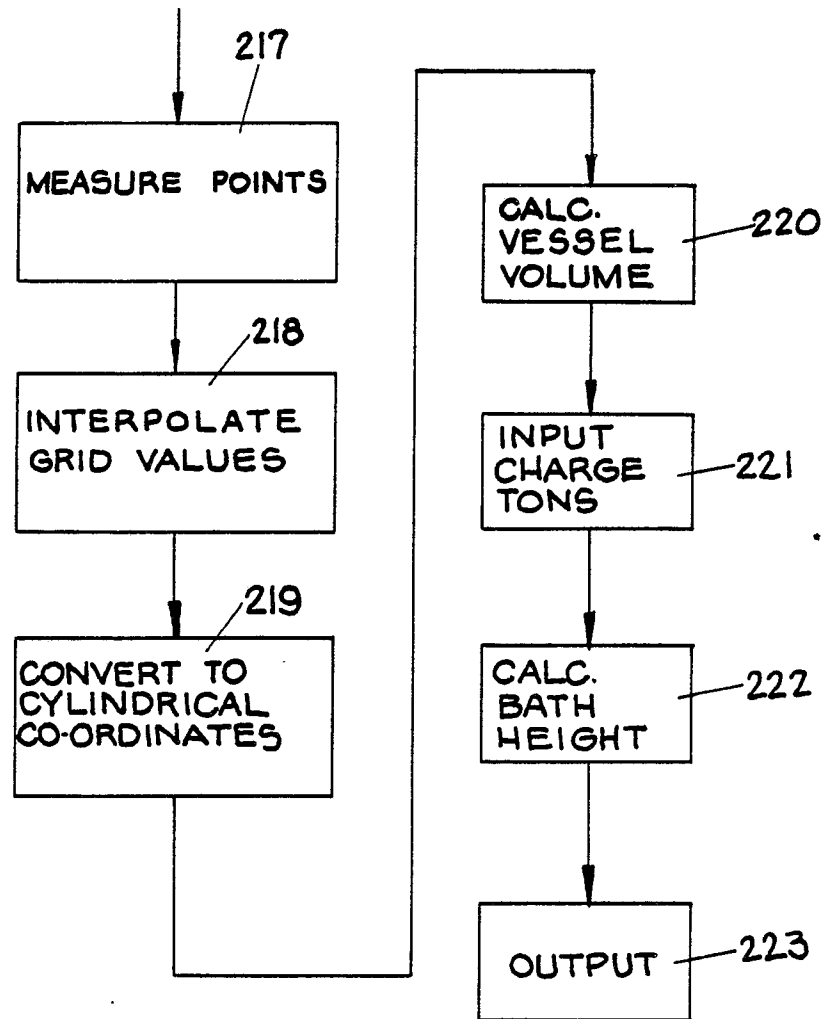 217
MEASURE POINTS
218
INTERPOLATE
GRID VALUES
219
CONVERT TO
CYLINDRICAL
CO-ORDINATES
CALC.
VESSEL
VOLUME
220
INPUT
CHARGE
TONS
221
CALC.
BATH
HEIGHT
222
OUTPUT
223